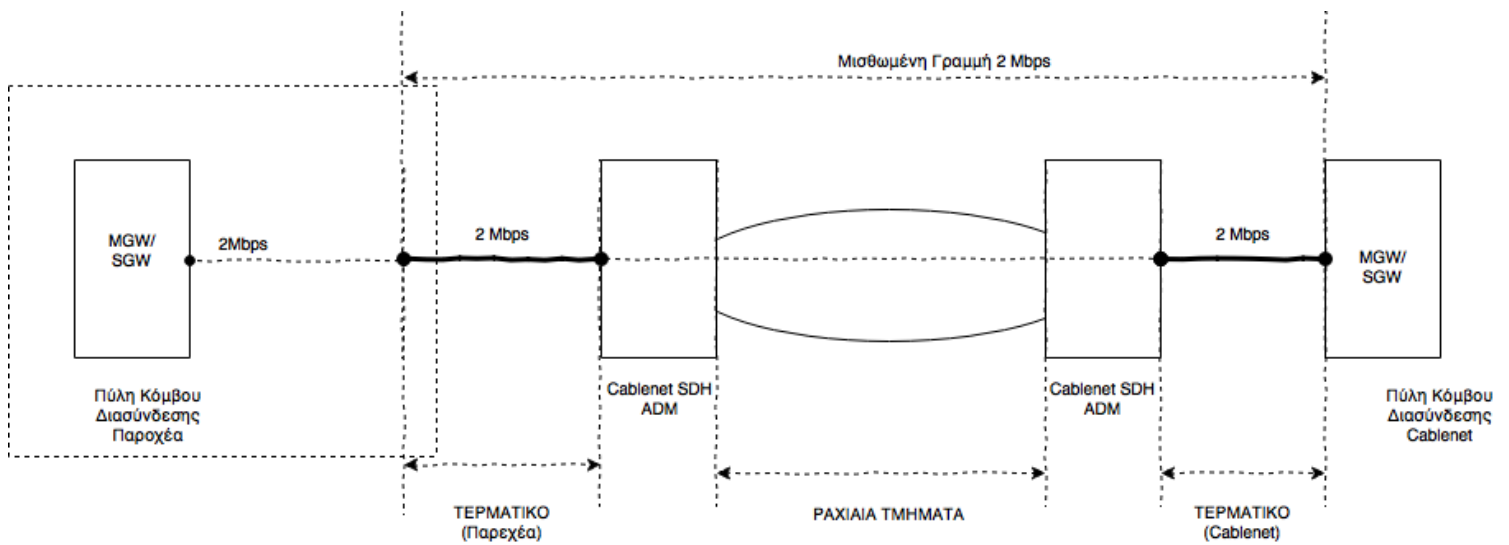 Μισθωμένη Γραμμή 2 Mbps
MGW/
SGW
2Mbps
2 Mbps
2 Mbps
MGW/
SGW
Πύλη Κόμβου
Διασύνδεσης
Παροχέα
Cablenet SDH
ADM
Cablenet SDH
ADM
Πύλη Κόμβου
Διασύνδεσης
Cablenet
ΤΕΡΜΑΤΙΚΟ
(Παρεχέα)
ΡΑΧΙΑΙΑ ΤΜΗΜΑΤΑ
ΤΕΡΜΑΤΙΚΟ
(Cablenet)